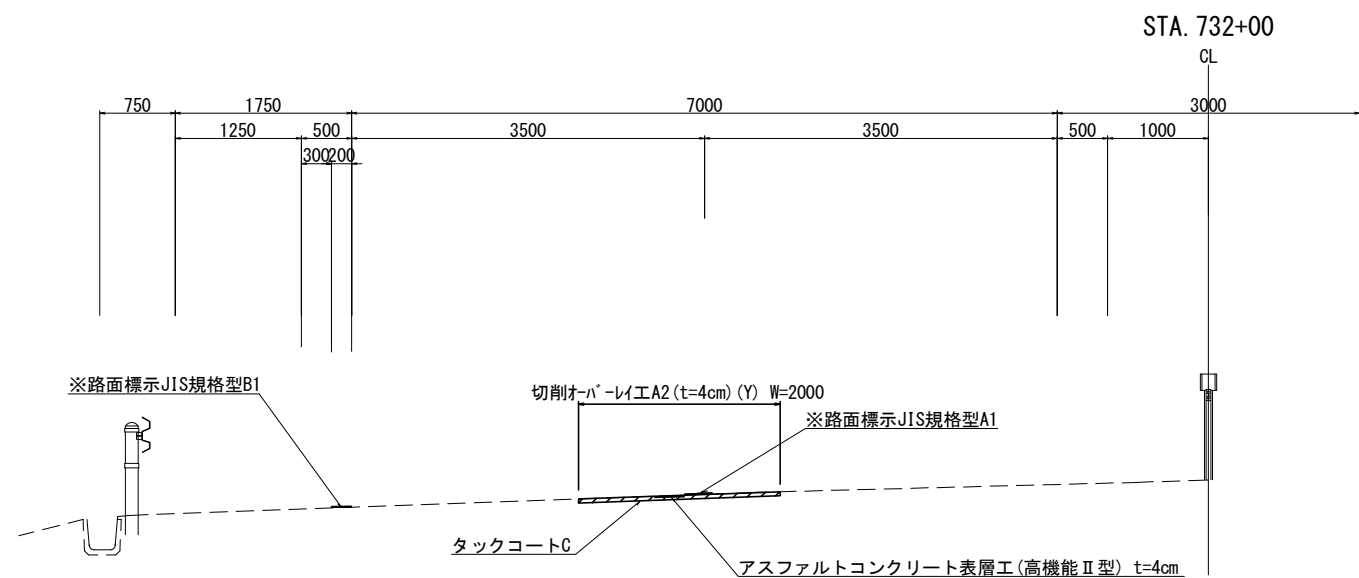 STA. 732+00
CL
750
1750
7000
3000
1250
500
3500
3500
500
1000
300
200
※路面標示JIS規格型B1
切削オーバーレイ工A2(t=4cm)(Y) W=2000
※路面標示JIS規格型A1
タックコートC
アスファルトコンクリート表層工(高機能Ⅱ型) t=4cm